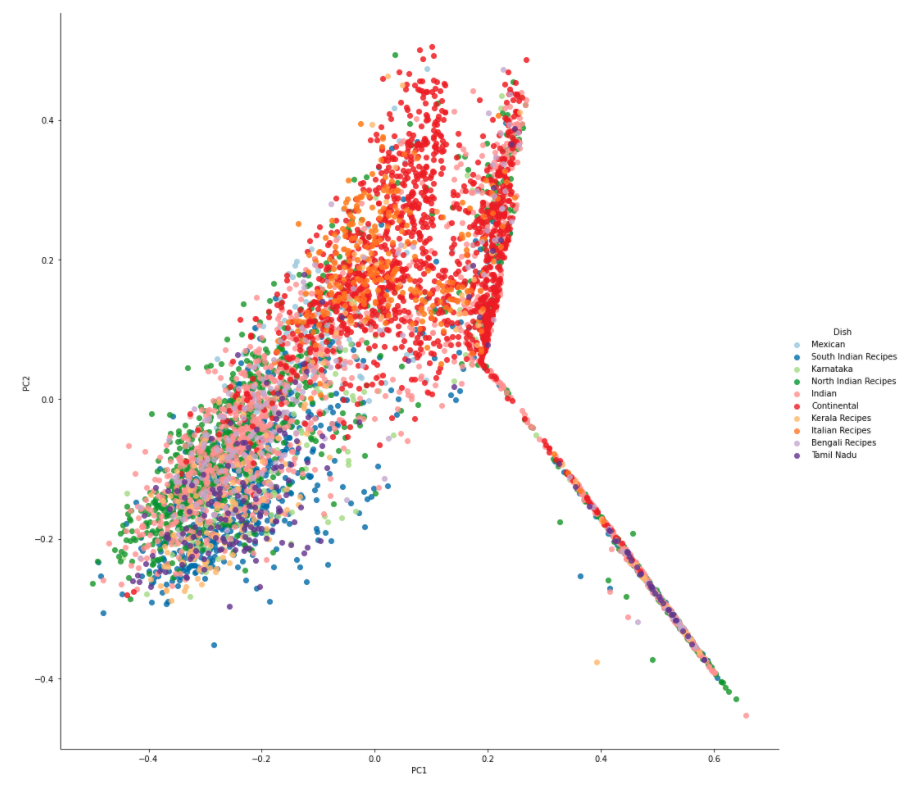 0.4
0.2
0.0
−0.2
−0.4
PC2
−0.4
−0.2
0.0
0.2
0.4
0.6
PC1
Dish
Mexican
South Indian Recipes
Karnataka
North Indian Recipes
Indian
Continental
Kerala Recipes
Italian Recipes
Bengali Recipes
Tamil Nadu